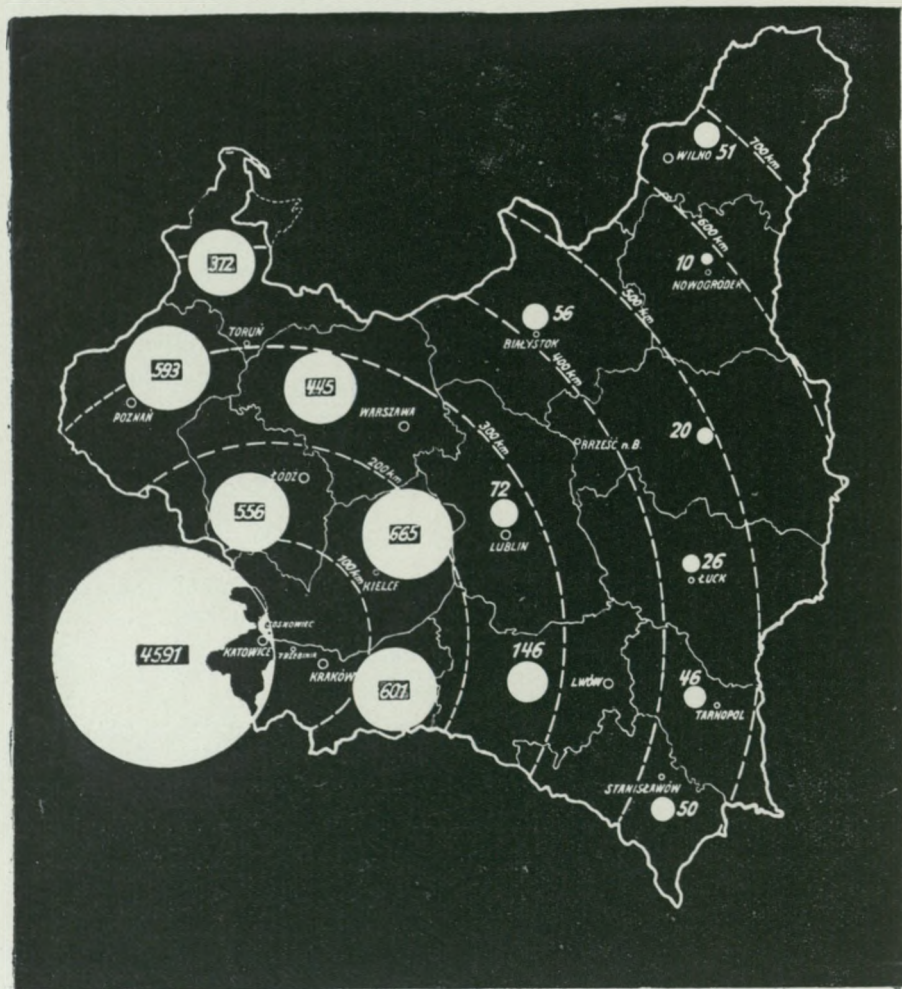 700 km
WILNO 51
600 km
10
NOWOGRÓDEK
372
500 km
56
BIAŁYSTOK
TORUŃ
400 km
593
445
POZNAŃ
WARSZAWA
300 km
20
BRZEŚĆ n.B.
200 km
ŁÓDŹ
72
556
665
LUBLIN
26
ŁUCK
100 km
KIELCE
SOSNOWIEC
KATOWICE
TRZEBINIA
4591
KRAKÓW
601
146
LWÓW
46
TARNOPOL
STANISŁAWÓW
50